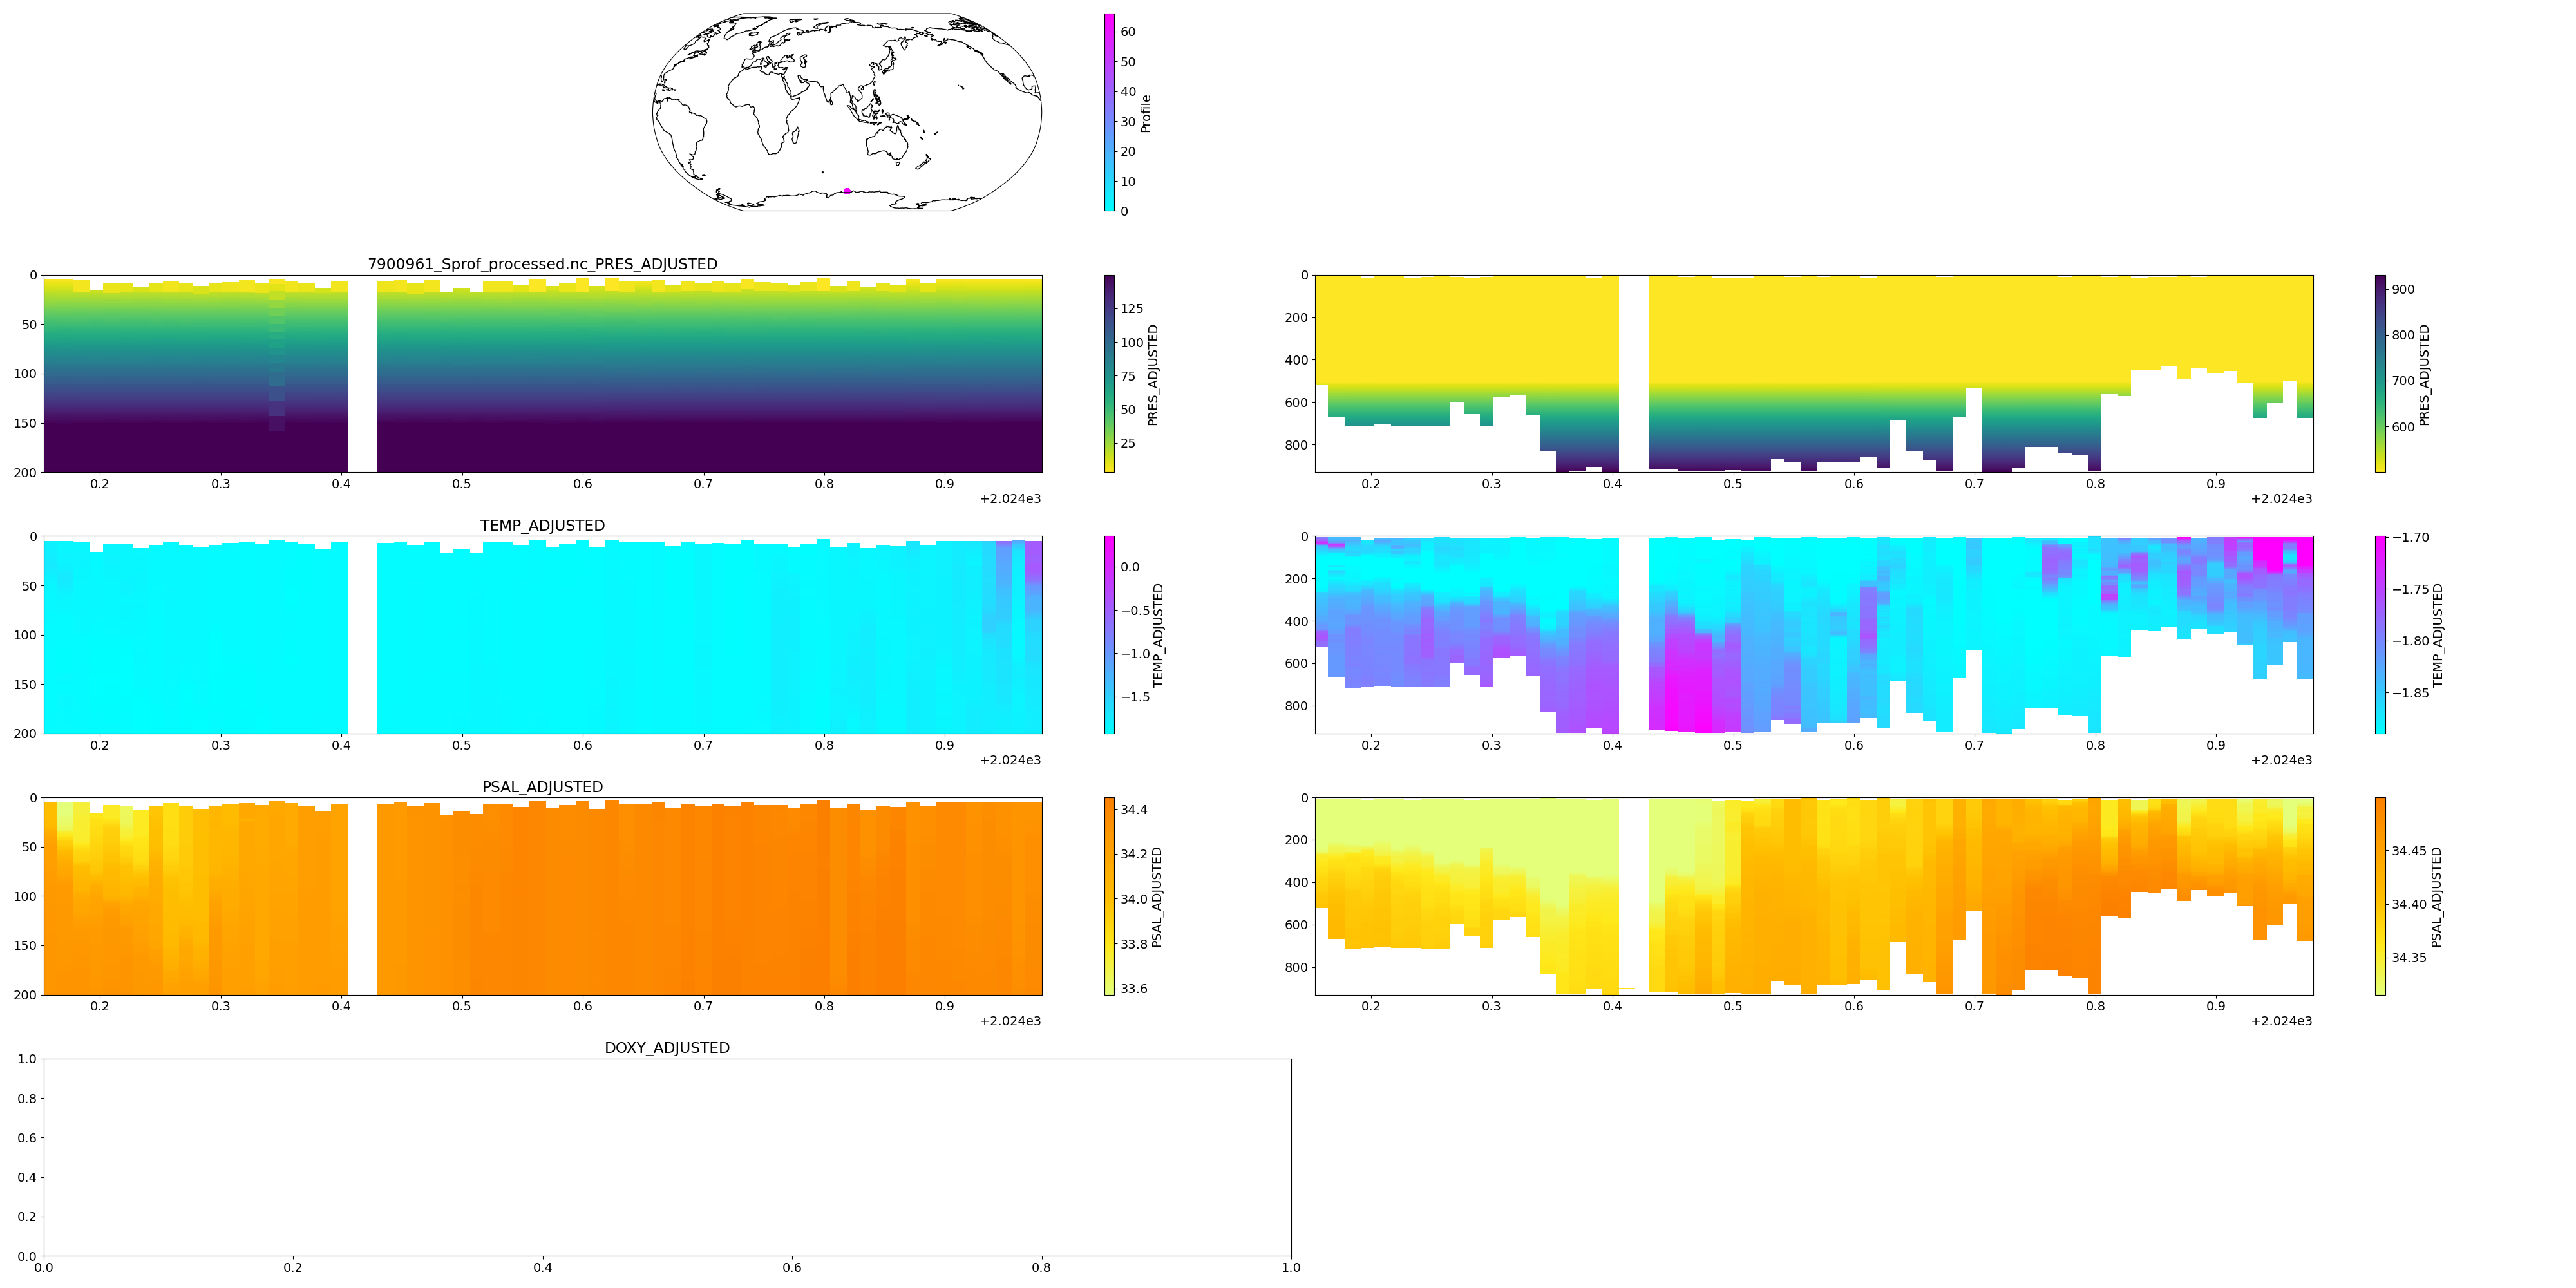 60
50
40
30
20
10
0
Profile
7900961_Sprof_processed.nc_PRES_ADJUSTED
0
50
100
150
200
0.2 0.3 0.4 0.5 0.6 0.7 0.8 0.9
+2.024e3
125
100
75
50
25
PRES_ADJUSTED
0
200
400
600
800
0.2 0.3 0.4 0.5 0.6 0.7 0.8 0.9
+2.024e3
900
800
700
600
PRES_ADJUSTED
TEMP_ADJUSTED
0
50
100
150
200
0.2 0.3 0.4 0.5 0.6 0.7 0.8 0.9
+2.024e3
0.0
−0.5
−1.0
−1.5
TEMP_ADJUSTED
0
200
400
600
800
0.2 0.3 0.4 0.5 0.6 0.7 0.8 0.9
+2.024e3
−1.70
−1.75
−1.80
−1.85
TEMP_ADJUSTED
PSAL_ADJUSTED
0
50
100
150
200
0.2 0.3 0.4 0.5 0.6 0.7 0.8 0.9
+2.024e3
34.4
34.2
34.0
33.8
33.6
PSAL_ADJUSTED
0
200
400
600
800
0.2 0.3 0.4 0.5 0.6 0.7 0.8 0.9
+2.024e3
34.45
34.40
34.35
PSAL_ADJUSTED
DOXY_ADJUSTED
1.0
0.8
0.6
0.4
0.2
0.0
0.0 0.2 0.4 0.6 0.8 1.0